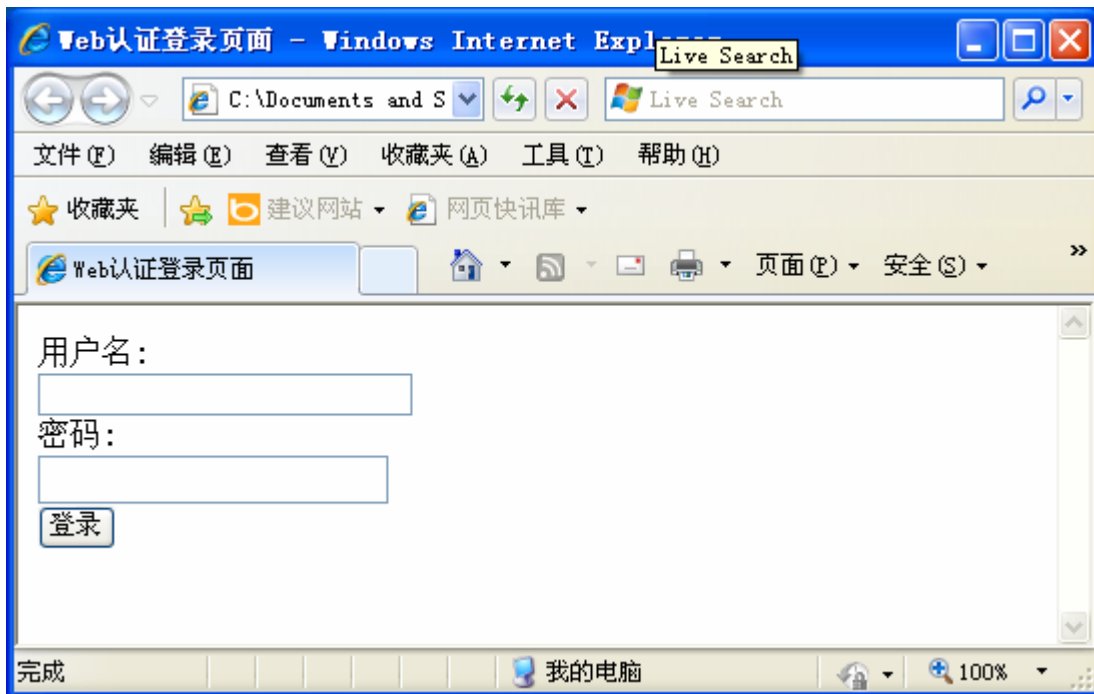 Web认证登录页面 - Windows Internet Explorer
Live Search
C:\Documents and S
Live Search
文件(F) 编辑(E) 查看(V) 收藏夹(A) 工具(T) 帮助(H)
收藏夹 建议网站 网页快讯库
Web认证登录页面 页面(P) 安全(S) »
用户名:
密码:
登录
完成 我的电脑 100%